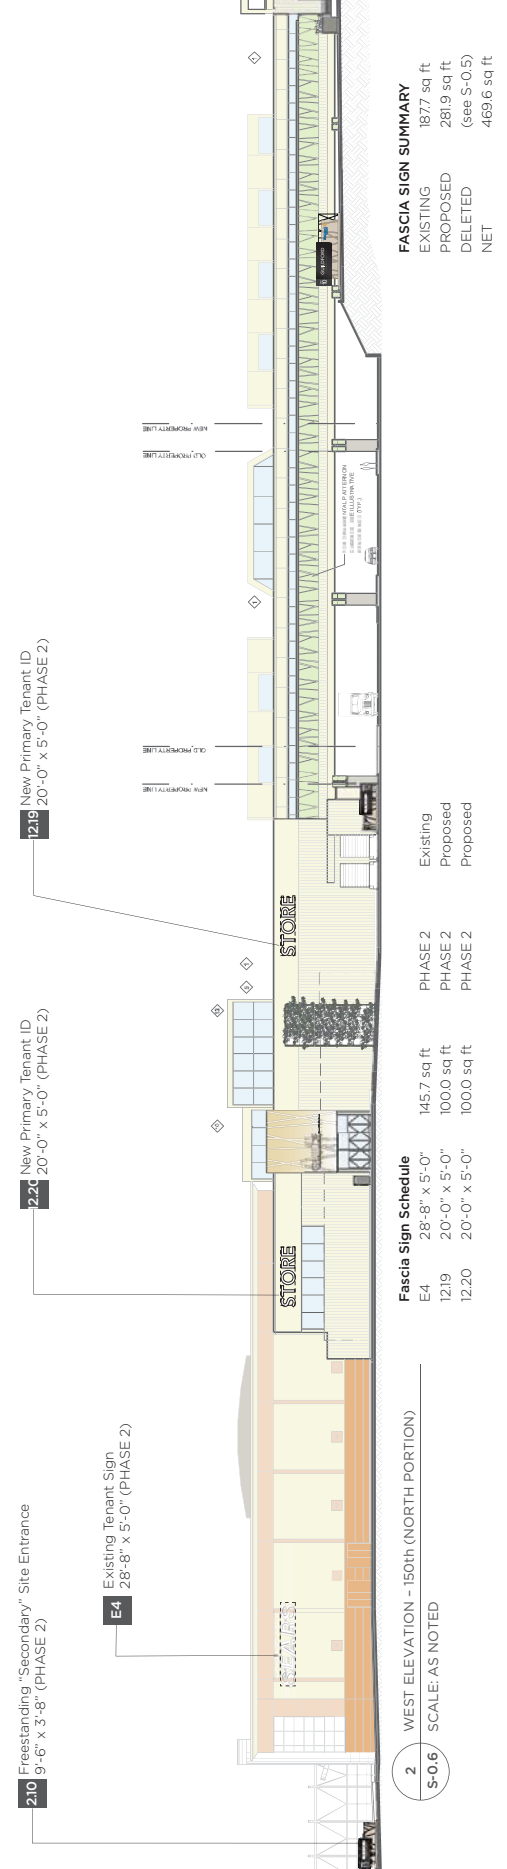 2.10 Freestanding "Secondary" Site Entrance
9'-6" x 3'-8" (PHASE 2)
E4 Existing Tenant Sign
28'-8" x 5'-0" (PHASE 2)
12.20 New Primary Tenant ID
20'-0" x 5'-0" (PHASE 2)
12.19 New Primary Tenant ID
20'-0" x 5'-0" (PHASE 2)
NEW PROPERTY LINE
OLD PROPERTY LINE
OLD PROPERTY LINE
NEW PROPERTY LINE
SEARS
STORE
STORE
2
S-0.6
WEST ELEVATION – 150th (NORTH PORTION)
SCALE: AS NOTED
Fascia Sign Schedule
E4 28'-8" x 5'-0" 145.7 sq ft PHASE 2 Existing
12.19 20'-0" x 5'-0" 100.0 sq ft PHASE 2 Proposed
12.20 20'-0" x 5'-0" 100.0 sq ft PHASE 2 Proposed
FASCIA SIGN SUMMARY
EXISTING 187.7 sq ft
PROPOSED 281.9 sq ft
DELETED (see S-0.5)
NET 469.6 sq ft